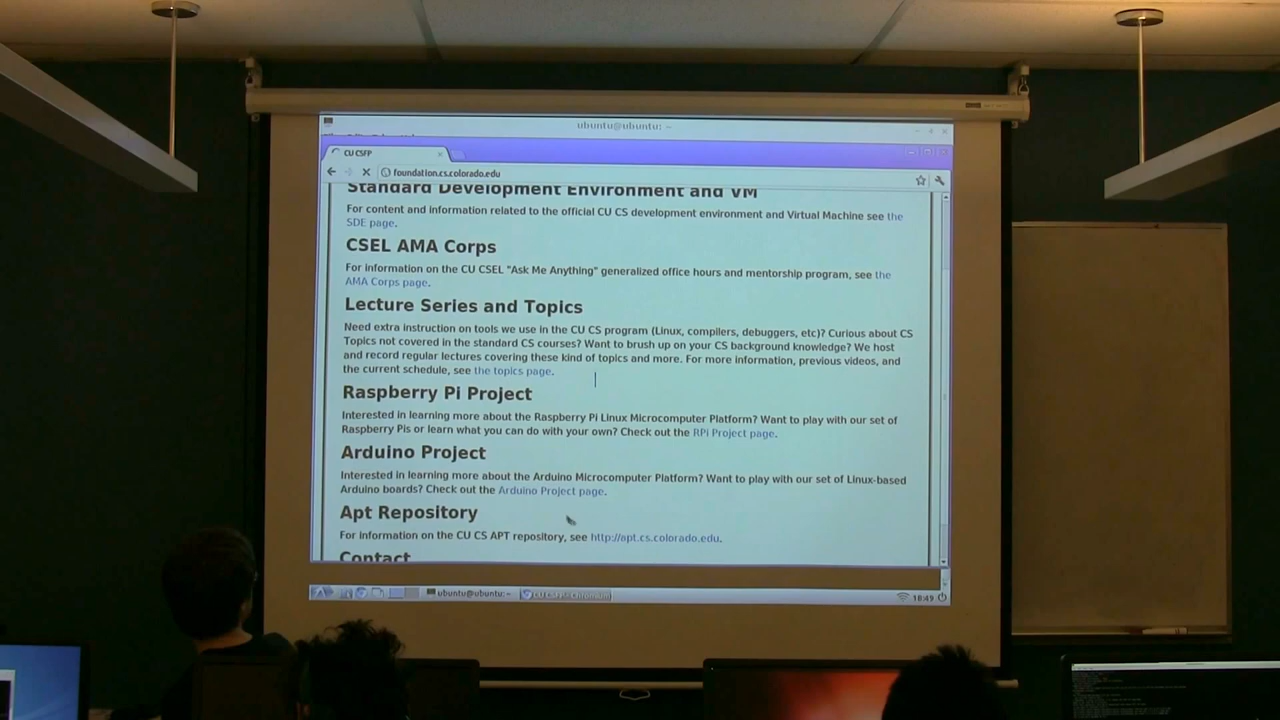 ubuntu@ubuntu: ~
CU CSFP
foundation.cs.colorado.edu
Standard Development Environment and VM
For content and information related to the official CU CS development environment and Virtual Machine see the
SDE page.
CSEL AMA Corps
For information on the CU CSEL "Ask Me Anything" generalized office hours and mentorship program, see the
AMA Corps page.
Lecture Series and Topics
Need extra instruction on tools we use in the CU CS program (Linux, compilers, debuggers, etc)? Curious about CS
Topics not covered in the standard CS courses? Want to brush up on your CS background knowledge? We host
and record regular lectures covering these kind of topics and more. For more information, previous videos, and
the current schedule, see the topics page.
Raspberry Pi Project
Interested in learning more about the Raspberry Pi Linux Microcomputer Platform? Want to play with our set of
Raspberry Pis or learn what you can do with your own? Check out the RPi Project page.
Arduino Project
Interested in learning more about the Arduino Microcomputer Platform? Want to play with our set of Linux-based
Arduino boards? Check out the Arduino Project page.
Apt Repository
For information on the CU CS APT repository, see http://apt.cs.colorado.edu.
Contact
ubuntu@ubuntu: ~
CU CSFP - Chromium
18:49